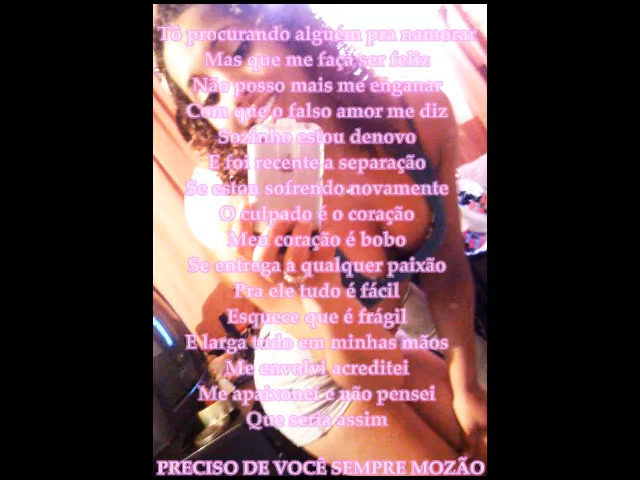 Tô procurando alguém pra namorar
Mas que me faça ser feliz
Não posso mais me enganar
Com que o falso amor me diz
Sozinho estou denovo
E foi recente a separação
Se estou sofrendo novamente
O culpado é o coração
Meu coração é bobo
Se entrega a qualquer paixão
Pra ele tudo é fácil
Esquece que é frágil
E larga tudo em minhas mãos
Me envolvi acreditei
Me apaixonei e não pensei
Que seria assim
PRECISO DE VOCÊ SEMPRE MOZÃO